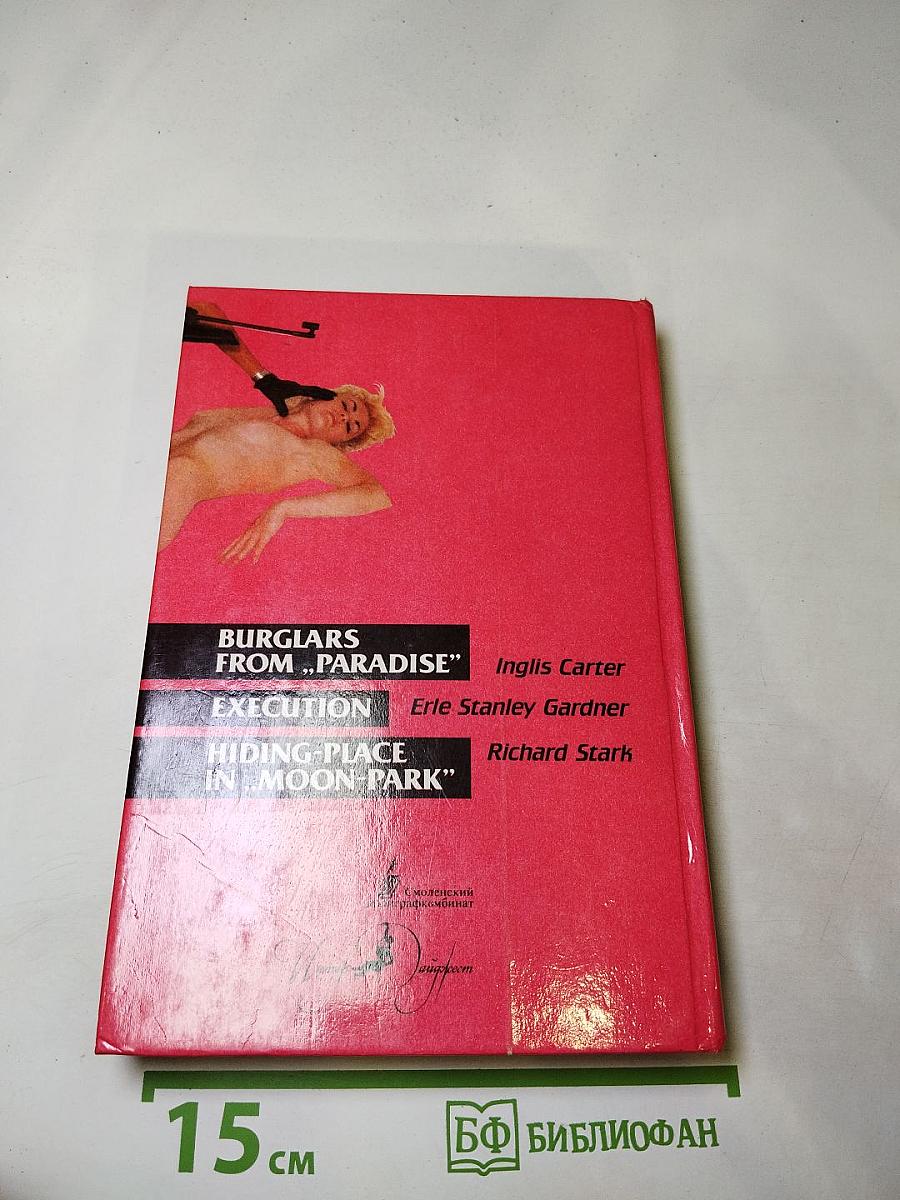 BURGLARS
FROM „PARADISE”
Inglis Carter
EXECUTION
Erle Stanley Gardner
HIDING-PLACE
IN „MOON-PARK”
Richard Stark
Смоленский
15 см
БФ БИБЛИОФАН